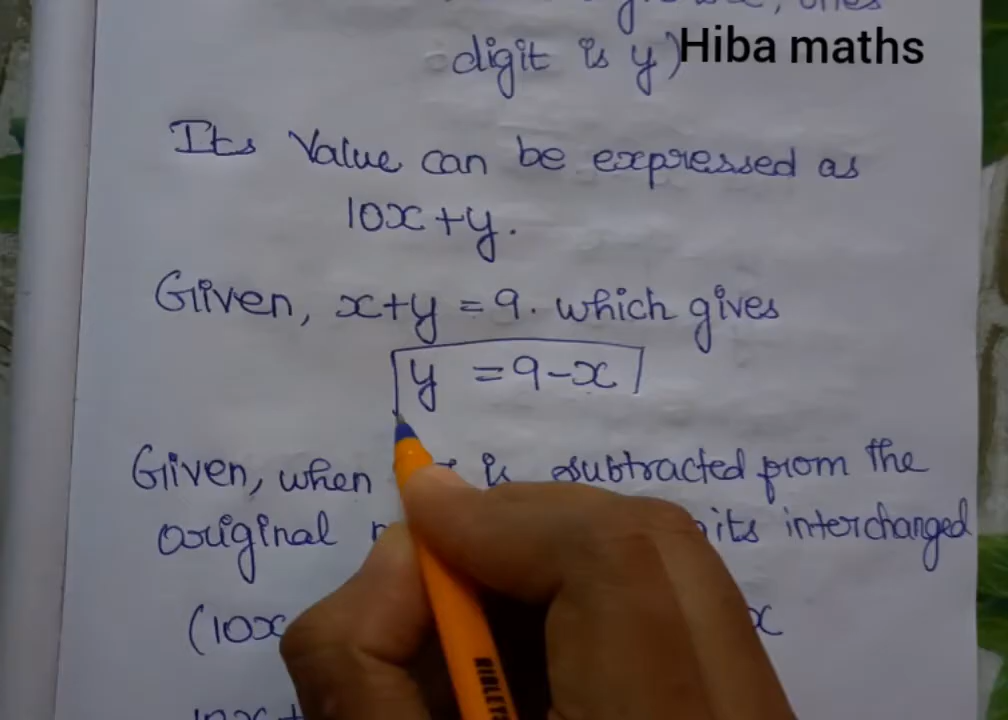 digit is y) Hiba maths
Its Value can be expressed as
10x+y.
Given, x+y = 9. which gives
y = 9-x
Given, when is subtracted from the
original interchanged
(10x x
10x+